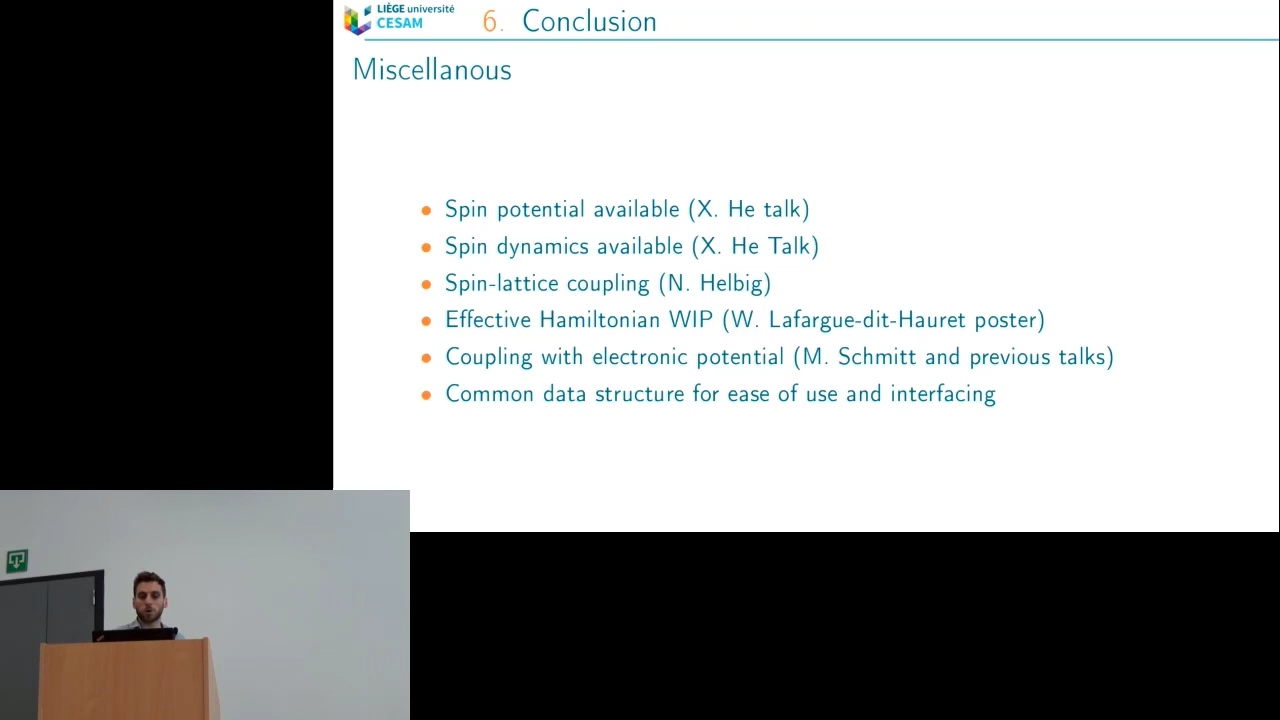 LIÈGE université
CESAM
6. Conclusion
Miscellanous
Spin potential available (X. He talk)
Spin dynamics available (X. He Talk)
Spin-lattice coupling (N. Helbig)
Effective Hamiltonian WIP (W. Lafargue-dit-Hauret poster)
Coupling with electronic potential (M. Schmitt and previous talks)
Common data structure for ease of use and interfacing